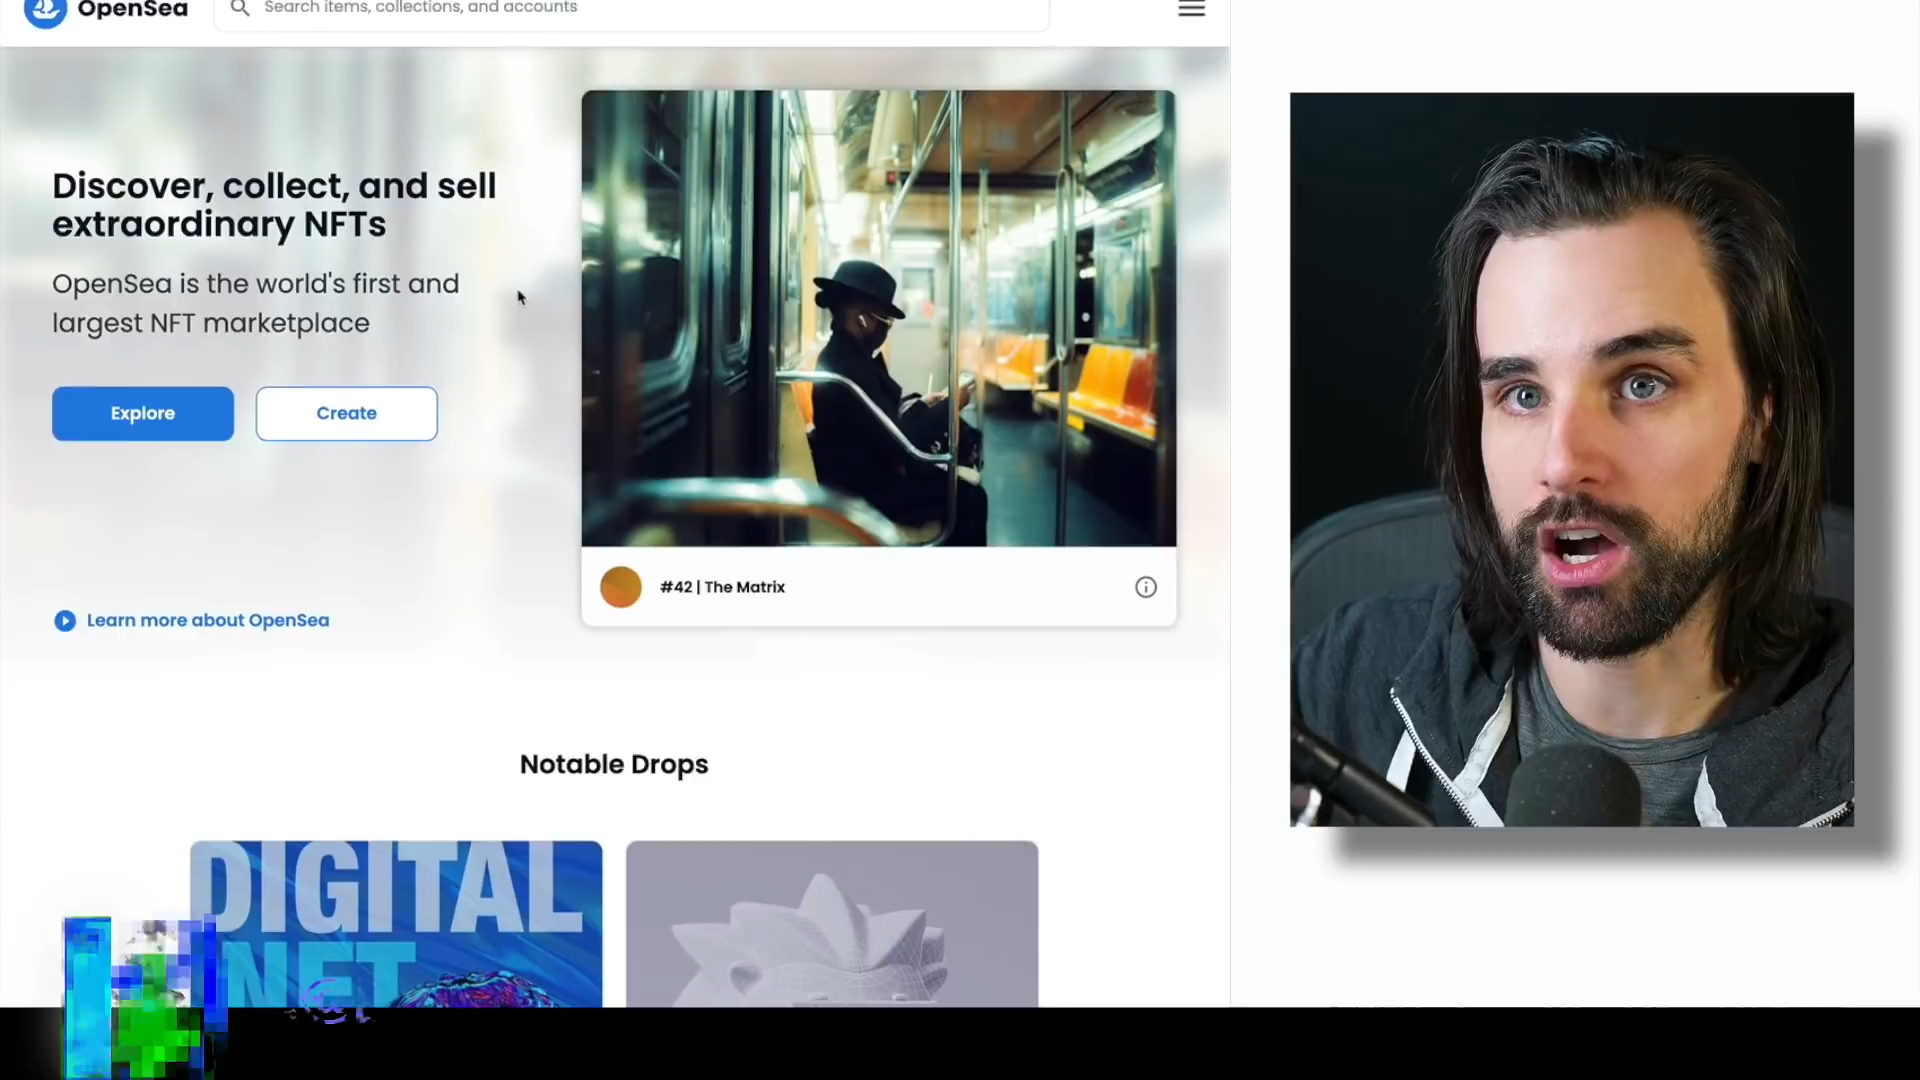 OpenSea
Search items, collections, and accounts
Discover, collect, and sell
extraordinary NFTs
OpenSea is the world's first and
largest NFT marketplace
Explore
Create
Learn more about OpenSea
#42 | The Matrix
Notable Drops
DIGITAL
NFT